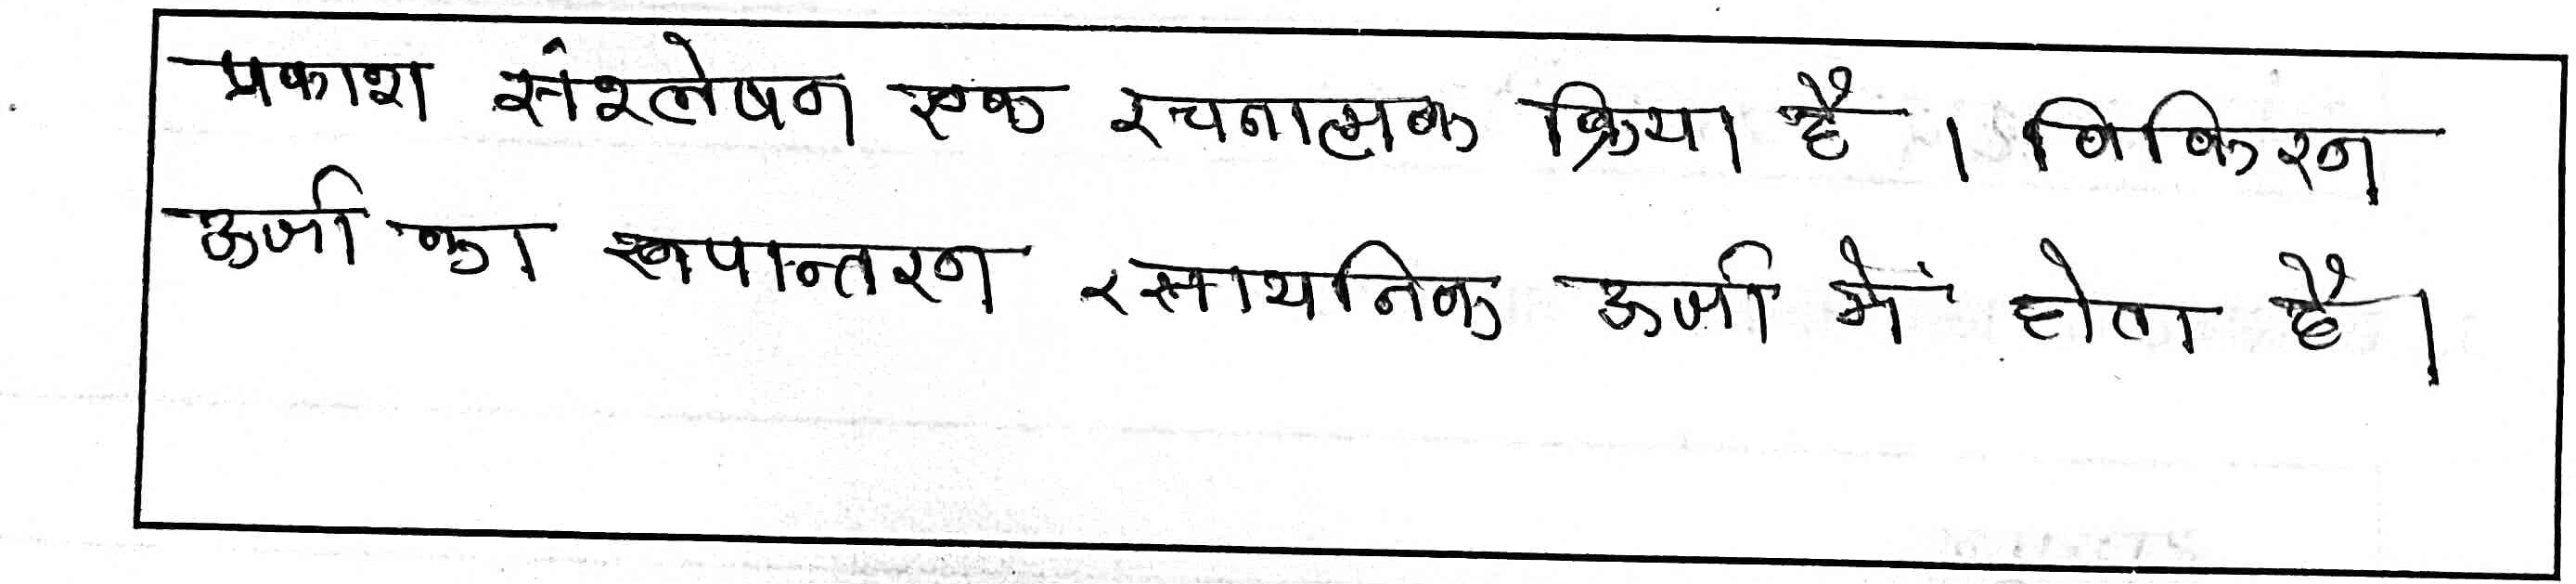 प्रकाश संश्लेषण एक रचनात्मक क्रिया है । विकिरण
ऊर्जा का रूपान्तरण रसायनिक ऊर्जा में होता है।